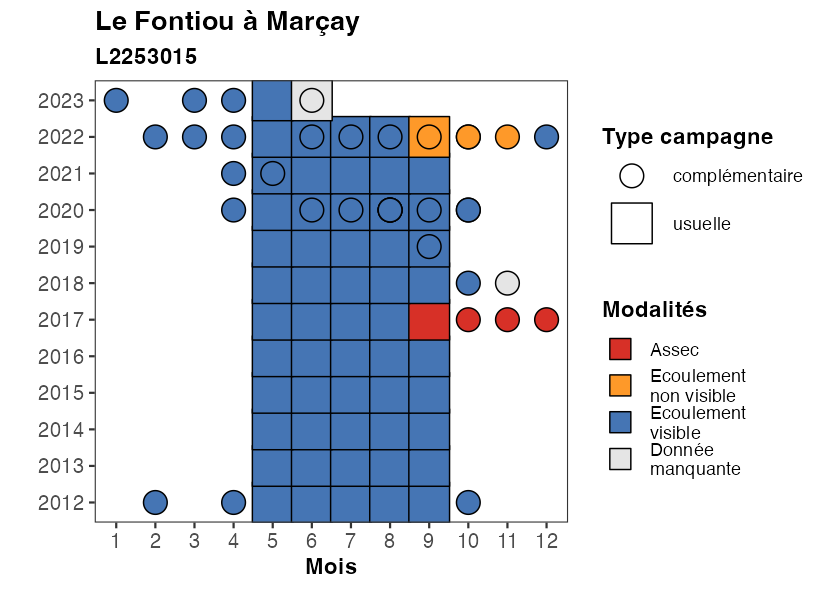 Le Fontiou à Marçay
L2253015
2023
2022
2021
2020
2019
2018
2017
2016
2015
2014
2013
2012
1 2 3 4 5 6 7 8 9 10 11 12
Mois
Type campagne
complémentaire
usuelle
Modalités
Assec
Ecoulement
non visible
Ecoulement
visible
Donnée
manquante